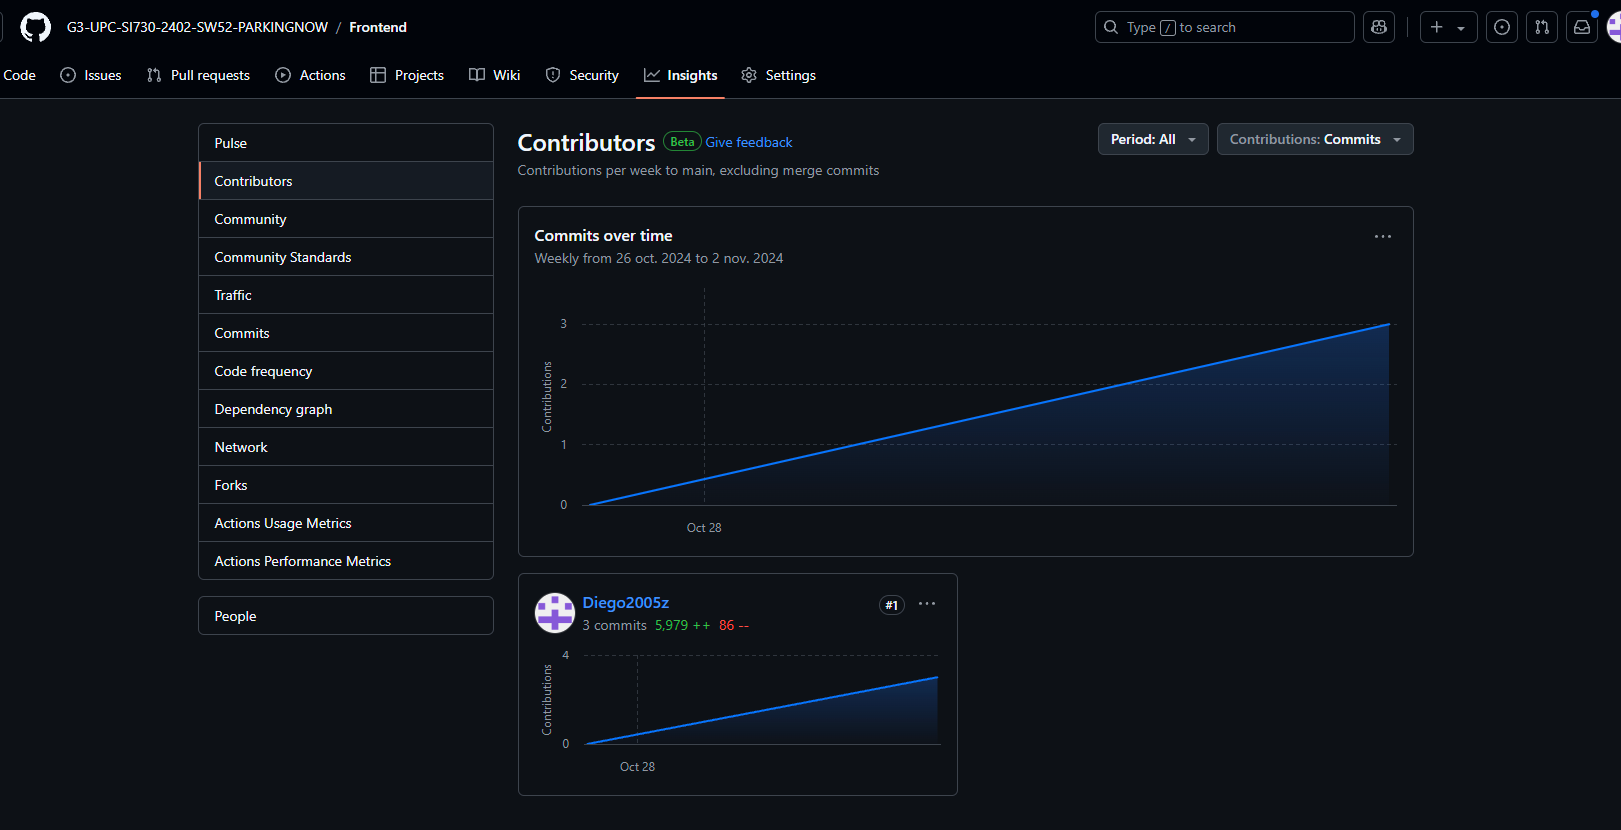 G3-UPC-SI730-2402-SW52-PARKINGNOW / Frontend
Type / to search
Code Issues Pull requests Actions Projects Wiki Security Insights Settings
Pulse
Contributors
Community
Community Standards
Traffic
Commits
Code frequency
Dependency graph
Network
Forks
Actions Usage Metrics
Actions Performance Metrics
People
Contributors Beta Give feedback
Contributions per week to main, excluding merge commits
Period: All
Contributions: Commits
Commits over time
Weekly from 26 oct. 2024 to 2 nov. 2024
Contributions
3
2
1
0
Oct 28
Diego2005z
#1
3 commits 5,979 ++ 86 --
Contributions
4
0
Oct 28